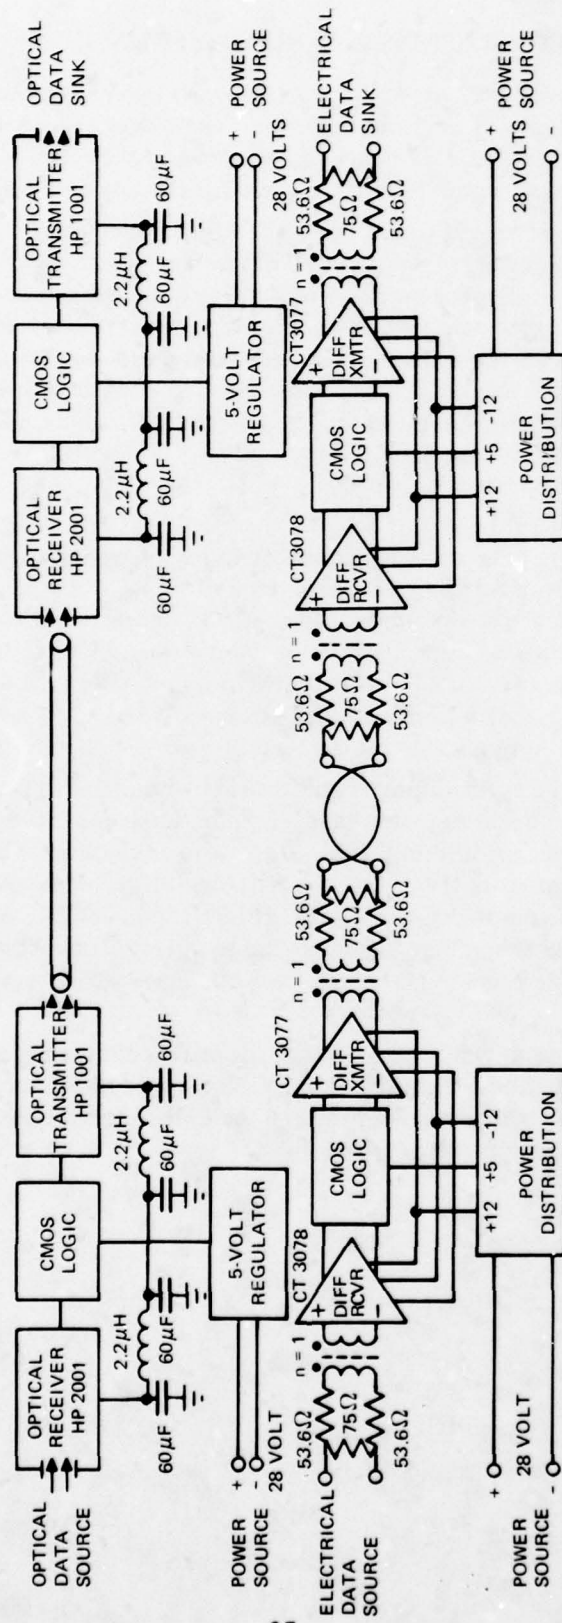 OPTICAL
DATA
SOURCE
OPTICAL
RECEIVER
HP 2001
CMOS
LOGIC
OPTICAL
TRANSMITTER
HP 1001
OPTICAL
RECEIVER
HP 2001
CMOS
LOGIC
OPTICAL
TRANSMITTER
HP 1001
OPTICAL
DATA
SINK
2.2μH
2.2μH
2.2μH
2.2μH
60μF
60μF
60μF
60μF
60μF
60μF
60μF
60μF
POWER
SOURCE
+
-
28 VOLT
5-VOLT
REGULATOR
5-VOLT
REGULATOR
+
-
POWER
SOURCE
28 VOLTS
ELECTRICAL
DATA
SOURCE
53.6Ω
75Ω
53.6Ω
n = 1
CT 3078
+
DIFF
RCVR
-
CMOS
LOGIC
CT 3077
+
DIFF
XMTR
-
n = 1
53.6Ω
75Ω
53.6Ω
53.6Ω
75Ω
53.6Ω
n = 1
CT3078
+
DIFF
RCVR
-
CMOS
LOGIC
CT3077
+
DIFF
XMTR
-
n = 1
53.6Ω
75Ω
53.6Ω
ELECTRICAL
DATA
SINK
POWER
SOURCE
+
28 VOLT
-
+12 +5 -12
POWER
DISTRIBUTION
+12 +5 -12
POWER
DISTRIBUTION
+
28 VOLTS
-
POWER
SOURCE